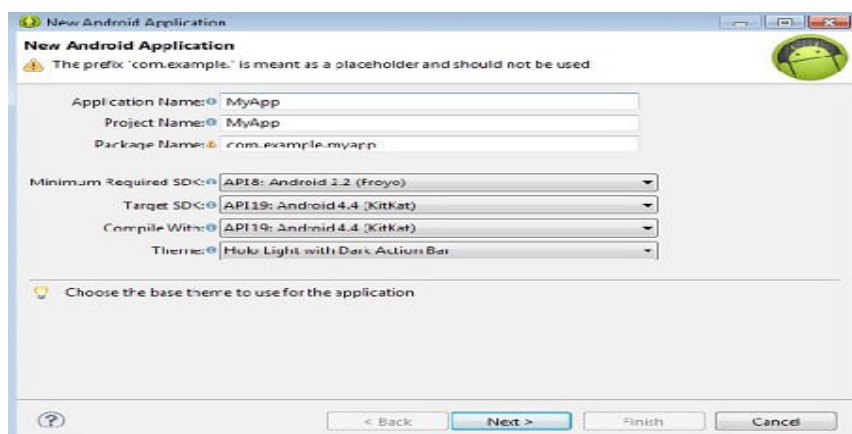 New Android Application
New Android Application
The prefix 'com.example.' is meant as a placeholder and should not be used
Application Name: MyApp
Project Name: MyApp
Package Name: com.example.myapp
Minimum Required SDK: API8: Android 2.2 (Froyo)
Target SDK: API19: Android 4.4 (KitKat)
Compile With: API19: Android 4.4 (KitKat)
Theme: Holo Light with Dark Action Bar
Choose the base theme to use for the application
? < Back Next > Finish Cancel